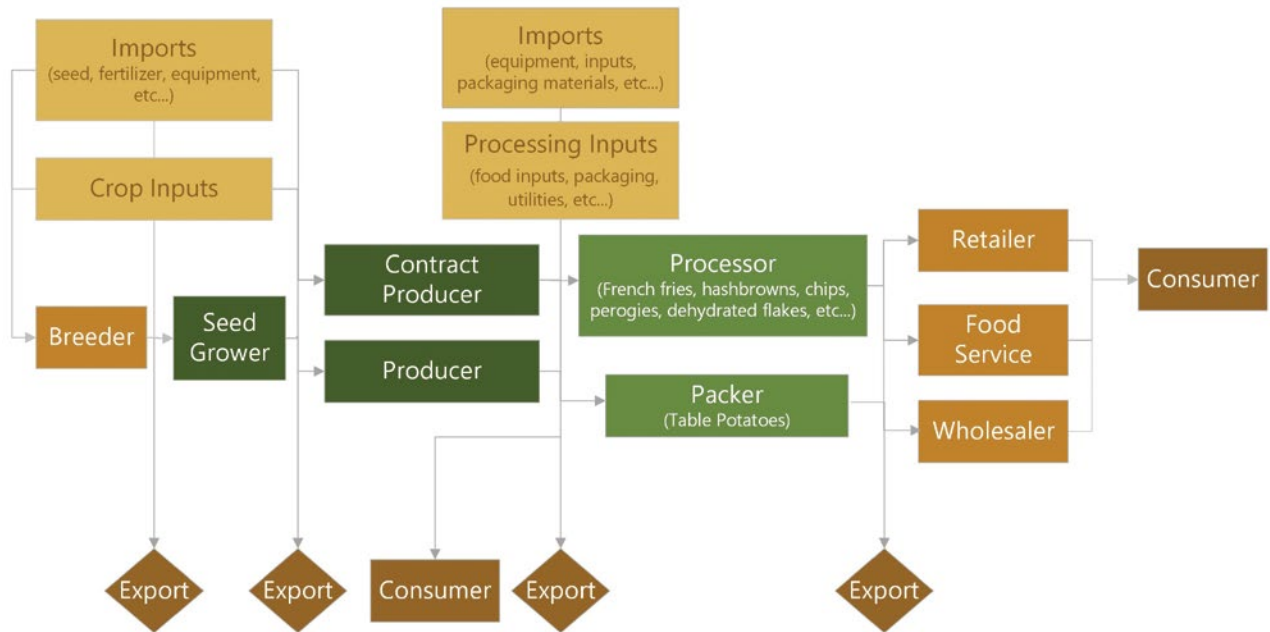 Imports
(seed, fertilizer, equipment,
etc...)
Imports
(equipment, inputs,
packaging materials, etc...)
Crop Inputs
Processing Inputs
(food inputs, packaging,
utilities, etc...)
Breeder
Seed
Grower
Contract
Producer
Producer
Processor
(French fries, hashbrowns, chips,
perogies, dehydrated flakes, etc...)
Packer
(Table Potatoes)
Retailer
Food
Service
Wholesaler
Consumer
Export
Export
Consumer
Export
Export